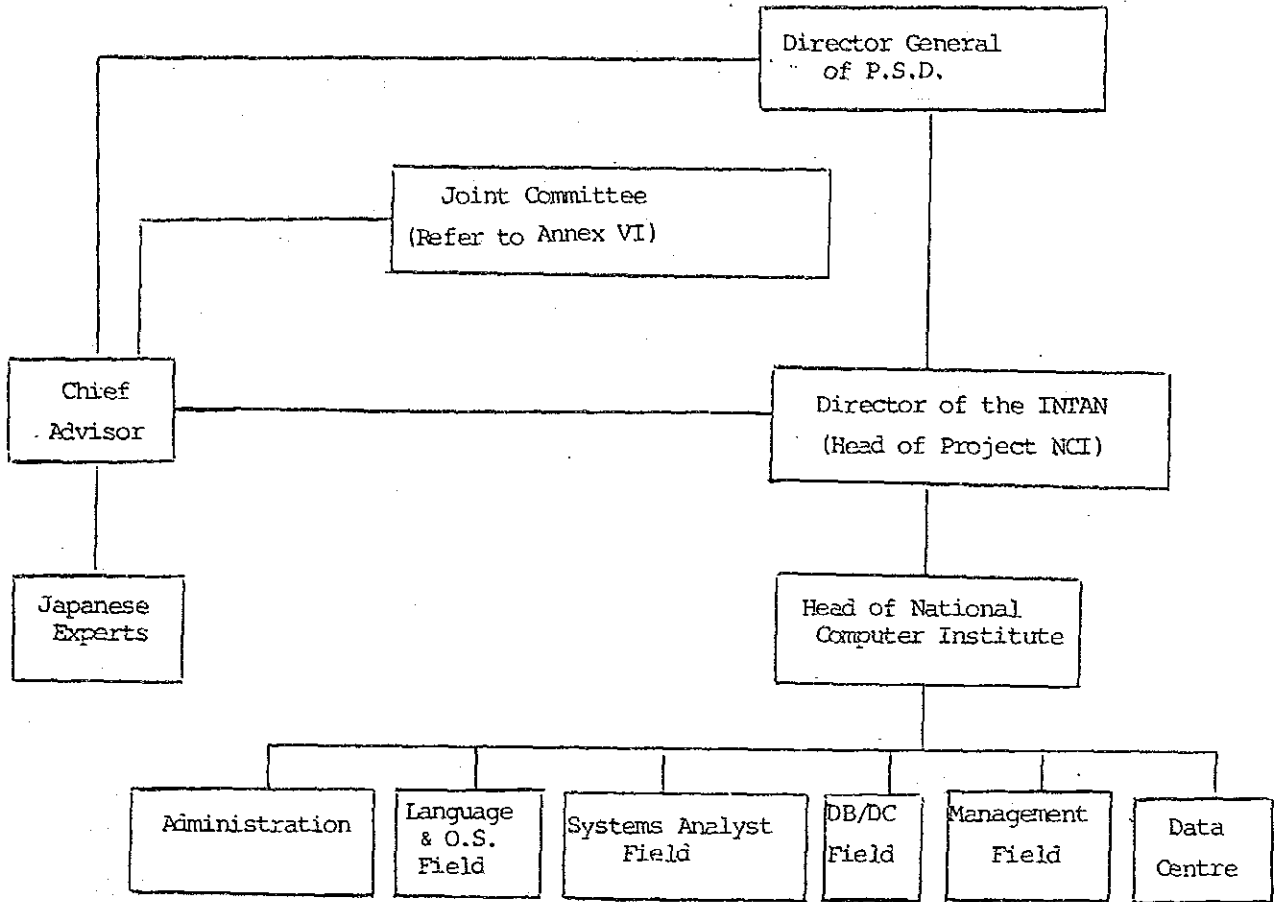 Director General
of P.S.D.
Joint Committee
(Refer to Annex VI)
Chief
Advisor
Director of the INTAN
(Head of Project NCI)
Japanese
Experts
Head of National
Computer Institute
Administration
Language
& O.S.
Field
Systems Analyst
Field
DB/DC
Field
Management
Field
Data
Centre